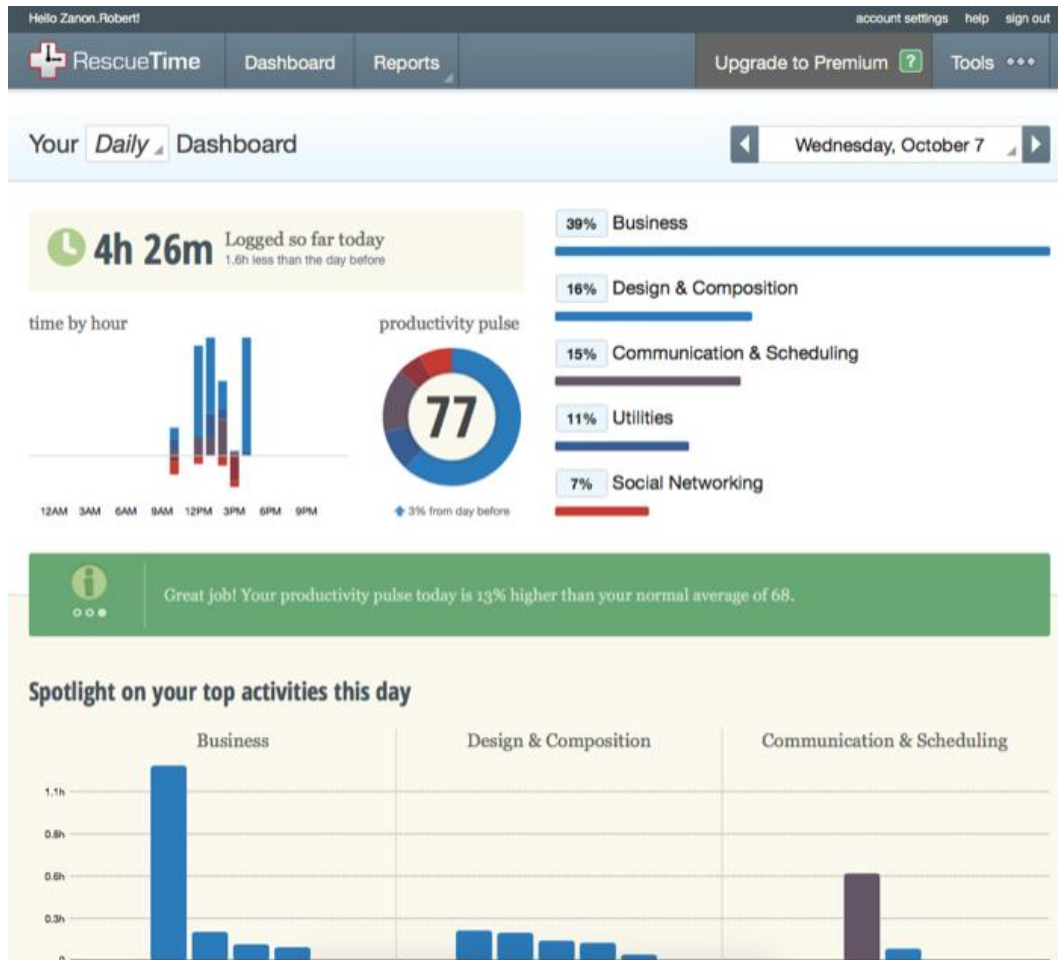 Hello Zanon.Robert!
account settings help sign out
RescueTime Dashboard Reports Upgrade to Premium ? Tools
Your Daily Dashboard
Wednesday, October 7
4h 26m Logged so far today
1.6h less than the day before
time by hour
12AM 3AM 6AM 9AM 12PM 3PM 6PM 9PM
productivity pulse
77
3% from day before
39% Business
16% Design & Composition
15% Communication & Scheduling
11% Utilities
7% Social Networking
Great job! Your productivity pulse today is 13% higher than your normal average of 68.
Spotlight on your top activities this day
Business Design & Composition Communication & Scheduling
1.1h
0.8h
0.6h
0.3h
0